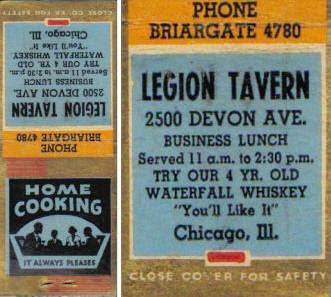 CLOSE COVER FOR SAFETY
Chicago, Ill.
"You'll Like It"
WATERFALL WHISKEY
TRY OUR 4 YR. OLD
Served 11 a.m. to 2:30 p.m.
BUSINESS LUNCH
2500 DEVON AVE.
LEGION TAVERN
BRIARGATE 4780
PHONE
HOME
COOKING
IT ALWAYS PLEASES
PHONE
BRIARGATE 4780
LEGION TAVERN
2500 DEVON AVE.
BUSINESS LUNCH
Served 11 a.m. to 2:30 p.m.
TRY OUR 4 YR. OLD
WATERFALL WHISKEY
"You'll Like It"
Chicago, Ill.
CLOSE COVER FOR SAFETY